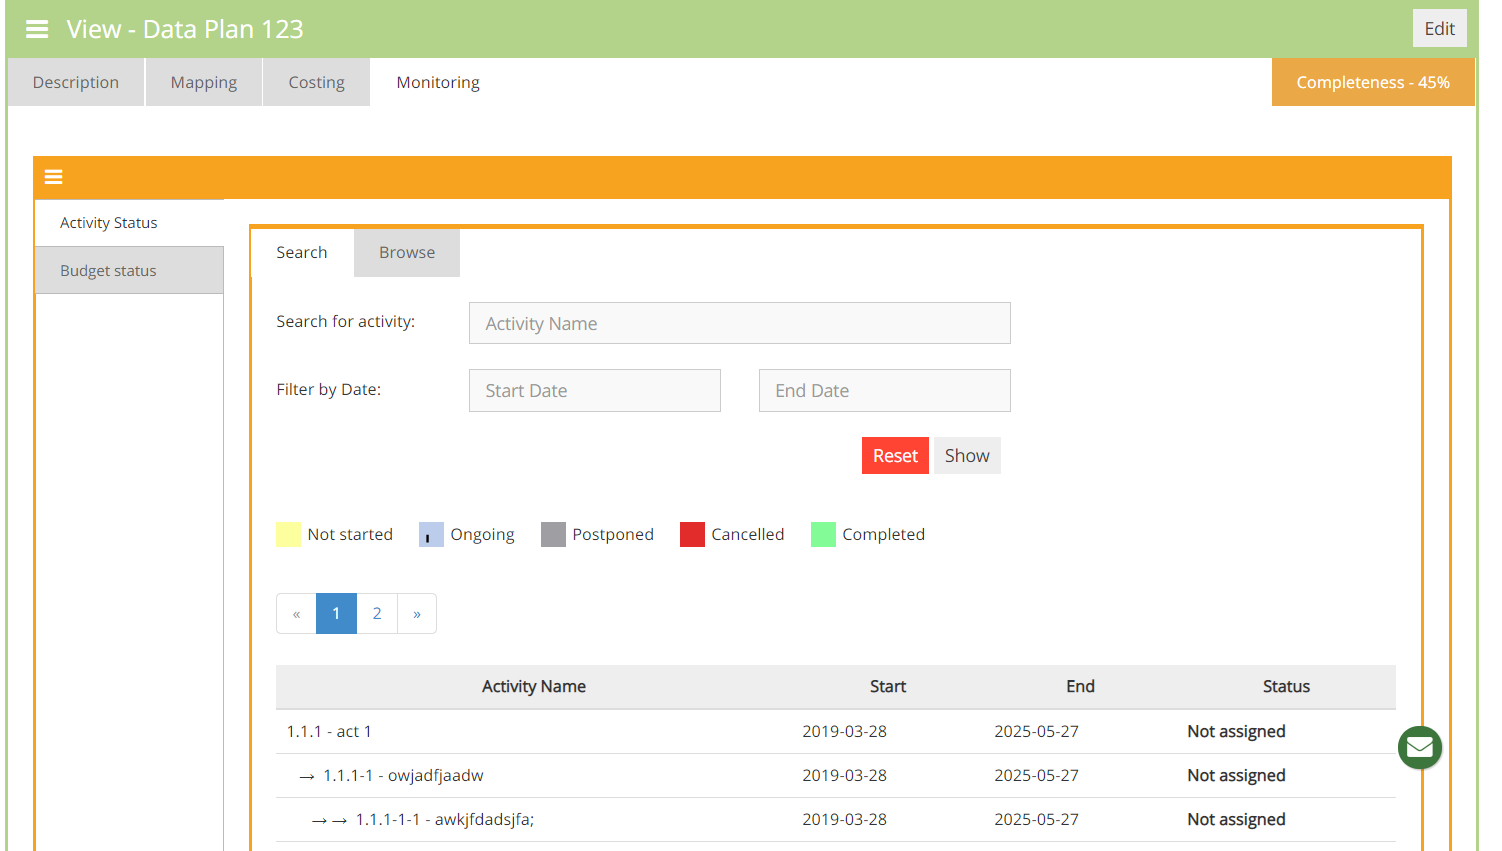 View - Data Plan 123
Edit
Description Mapping Costing Monitoring
Completeness - 45%
Activity Status
Budget status
Search Browse
Search for activity: Activity Name
Filter by Date: Start Date End Date
Reset Show
Not started Ongoing Postponed Cancelled Completed
« 1 2 »
Activity Name Start End Status
1.1.1 - act 1 2019-03-28 2025-05-27 Not assigned
→ 1.1.1-1 - owjadfjaadw 2019-03-28 2025-05-27 Not assigned
→→ 1.1.1-1-1 - awkjfdadsjfa; 2019-03-28 2025-05-27 Not assigned